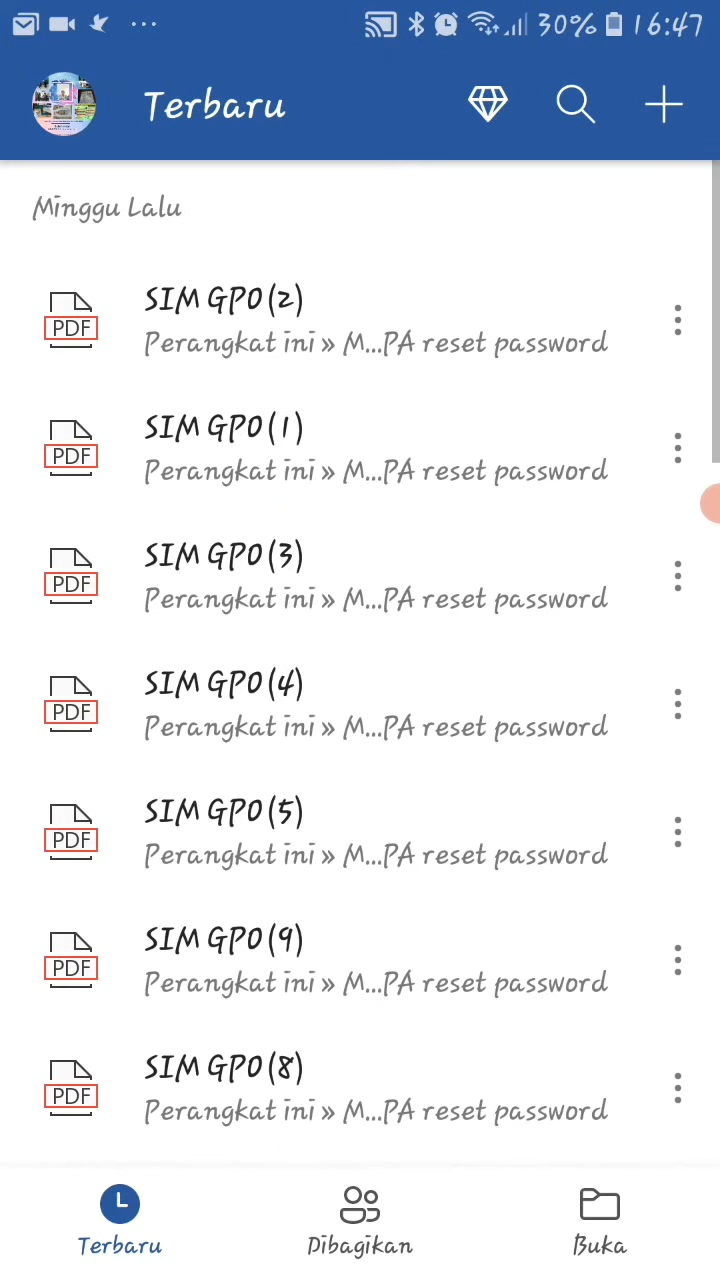 30% 16:47
Terbaru
Minggu Lalu
PDF
SIM GPO (2)
Perangkat ini » M...PA reset password
PDF
SIM GPO (1)
Perangkat ini » M...PA reset password
PDF
SIM GPO (3)
Perangkat ini » M...PA reset password
PDF
SIM GPO (4)
Perangkat ini » M...PA reset password
PDF
SIM GPO (5)
Perangkat ini » M...PA reset password
PDF
SIM GPO (9)
Perangkat ini » M...PA reset password
PDF
SIM GPO (8)
Perangkat ini » M...PA reset password
Terbaru
Dibagikan
Buka